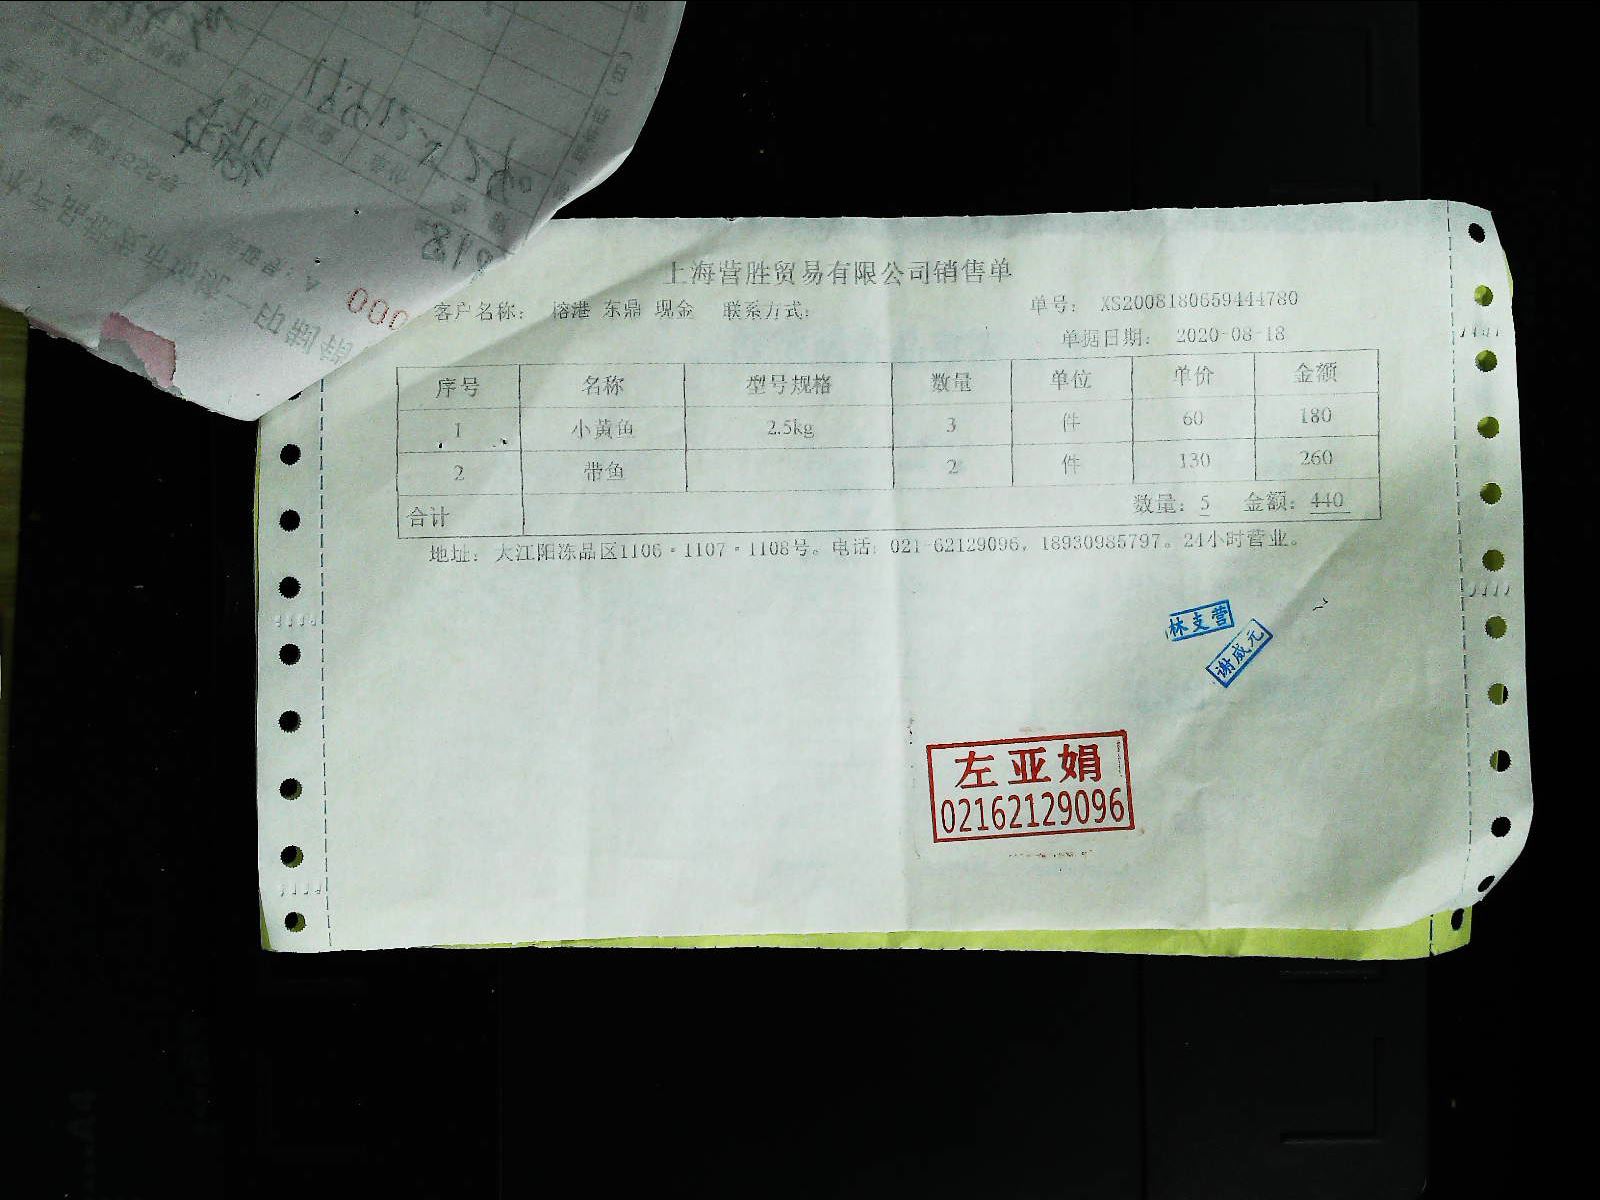 上海营胜贸易有限公司销售单
客户名称： 榕港 东鼎 现金 联系方式： 单号： XS2008180659444780
单据日期： 2020-08-18
序号 名称 型号规格 数量 单位 单价 金额
1 小黄鱼 2.5kg 3 件 60 180
2 带鱼 2 件 130 260
合计 数量：5 金额：440
地址：大江阳冻品区1106·1107·1108号。电话：021-62129096，18930985797。24小时营业。
林支营
谢威元
左亚娟
02162129096
000